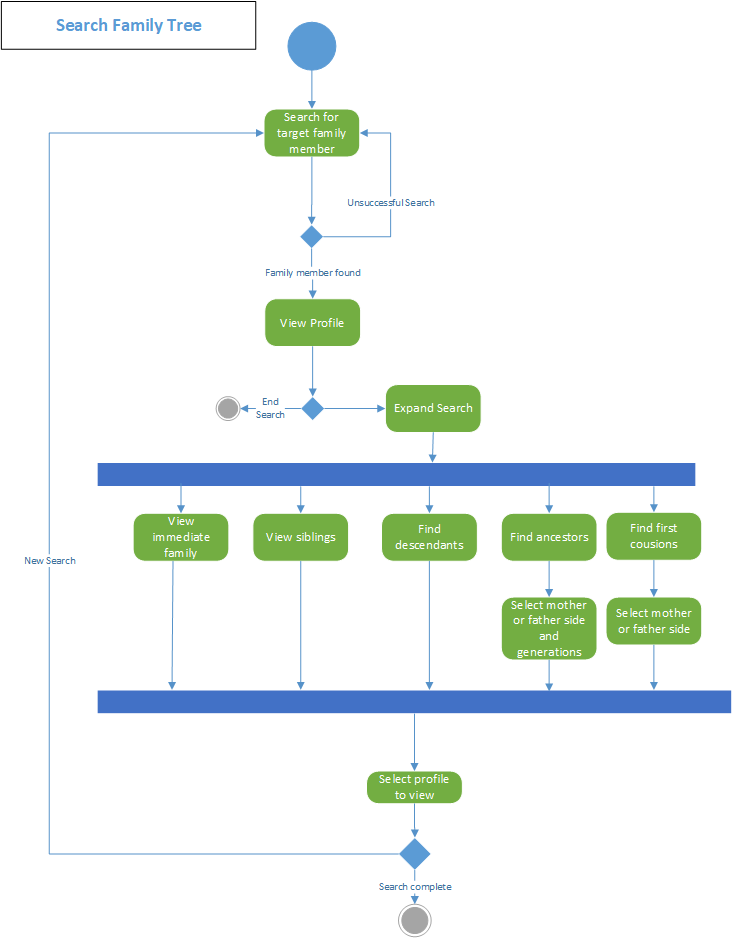 Search Family Tree
Search for
target family
member
Unsuccessful Search
Family member found
View Profile
End
Search
Expand Search
View
immediate
family
View siblings
Find
descendants
Find ancestors
Find first
cousions
New Search
Select mother
or father side
and
generations
Select mother
or father side
Select profile
to view
Search complete